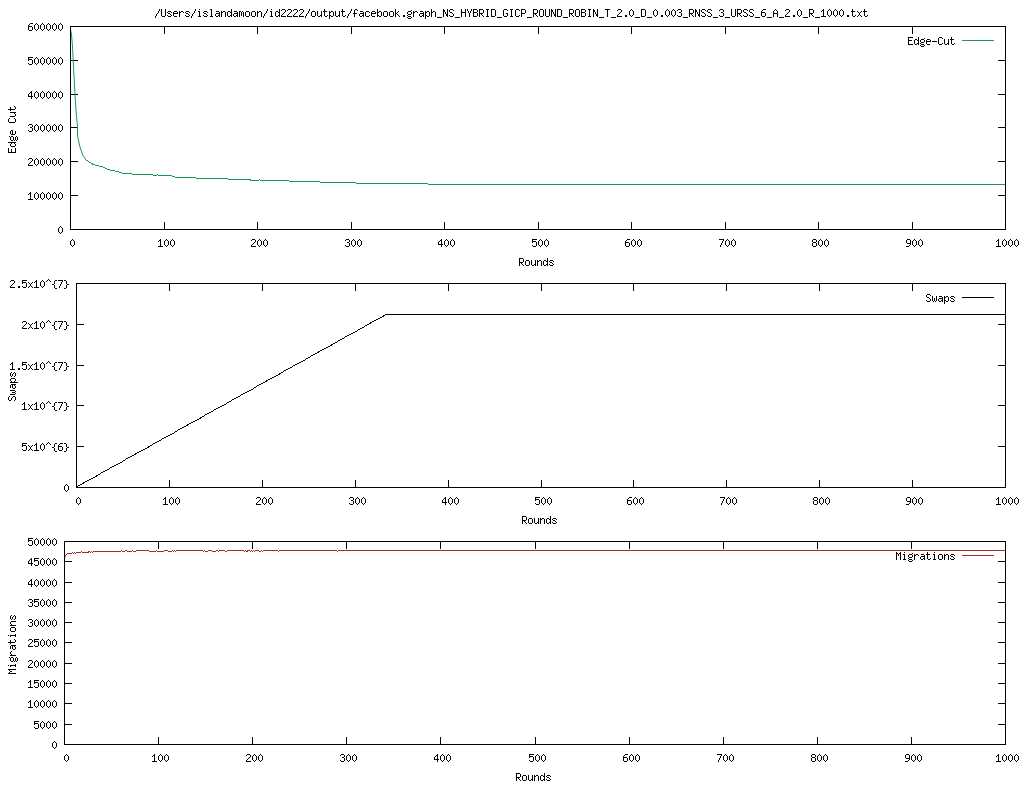 /Users/islandamoon/id2222/output/facebook.graph_NS_HYBRID_GICP_ROUND_ROBIN_T_2.0_D_0.003_RNSS_3_URSS_6_A_2.0_R_1000.txt
600000
500000
400000
300000
200000
100000
0
Edge Cut
Edge-Cut
0 100 200 300 400 500 600 700 800 900 1000
Rounds
2.5x10^{7}
2x10^{7}
1.5x10^{7}
1x10^{7}
5x10^{6}
0
Swaps
Swaps
0 100 200 300 400 500 600 700 800 900 1000
Rounds
50000
45000
40000
35000
30000
25000
20000
15000
10000
5000
0
Migrations
Migrations
0 100 200 300 400 500 600 700 800 900 1000
Rounds